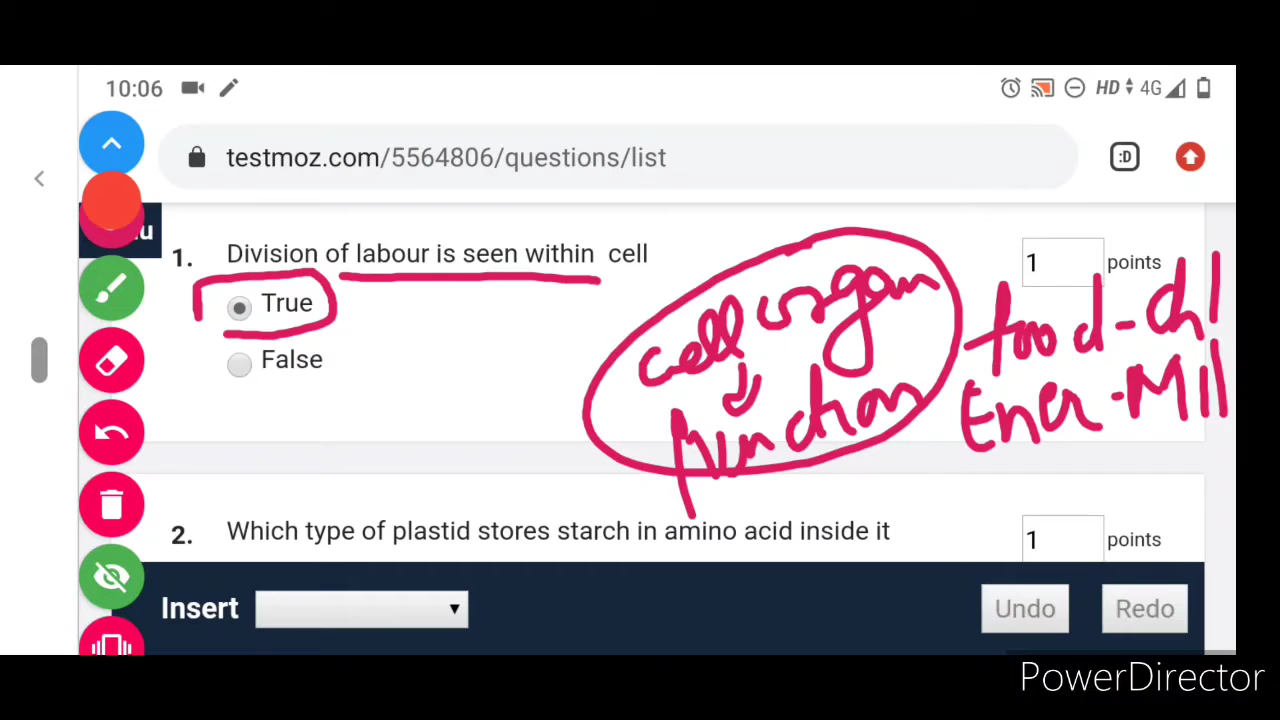 10:06 HD 4G
testmoz.com/5564806/questions/list
:D
u
1. Division of labour is seen within cell
1 points
True
False
cell organ
function
food-chl
Ener-Mit
2. Which type of plastid stores starch in amino acid inside it
1 points
Insert
Undo Redo
PowerDirector